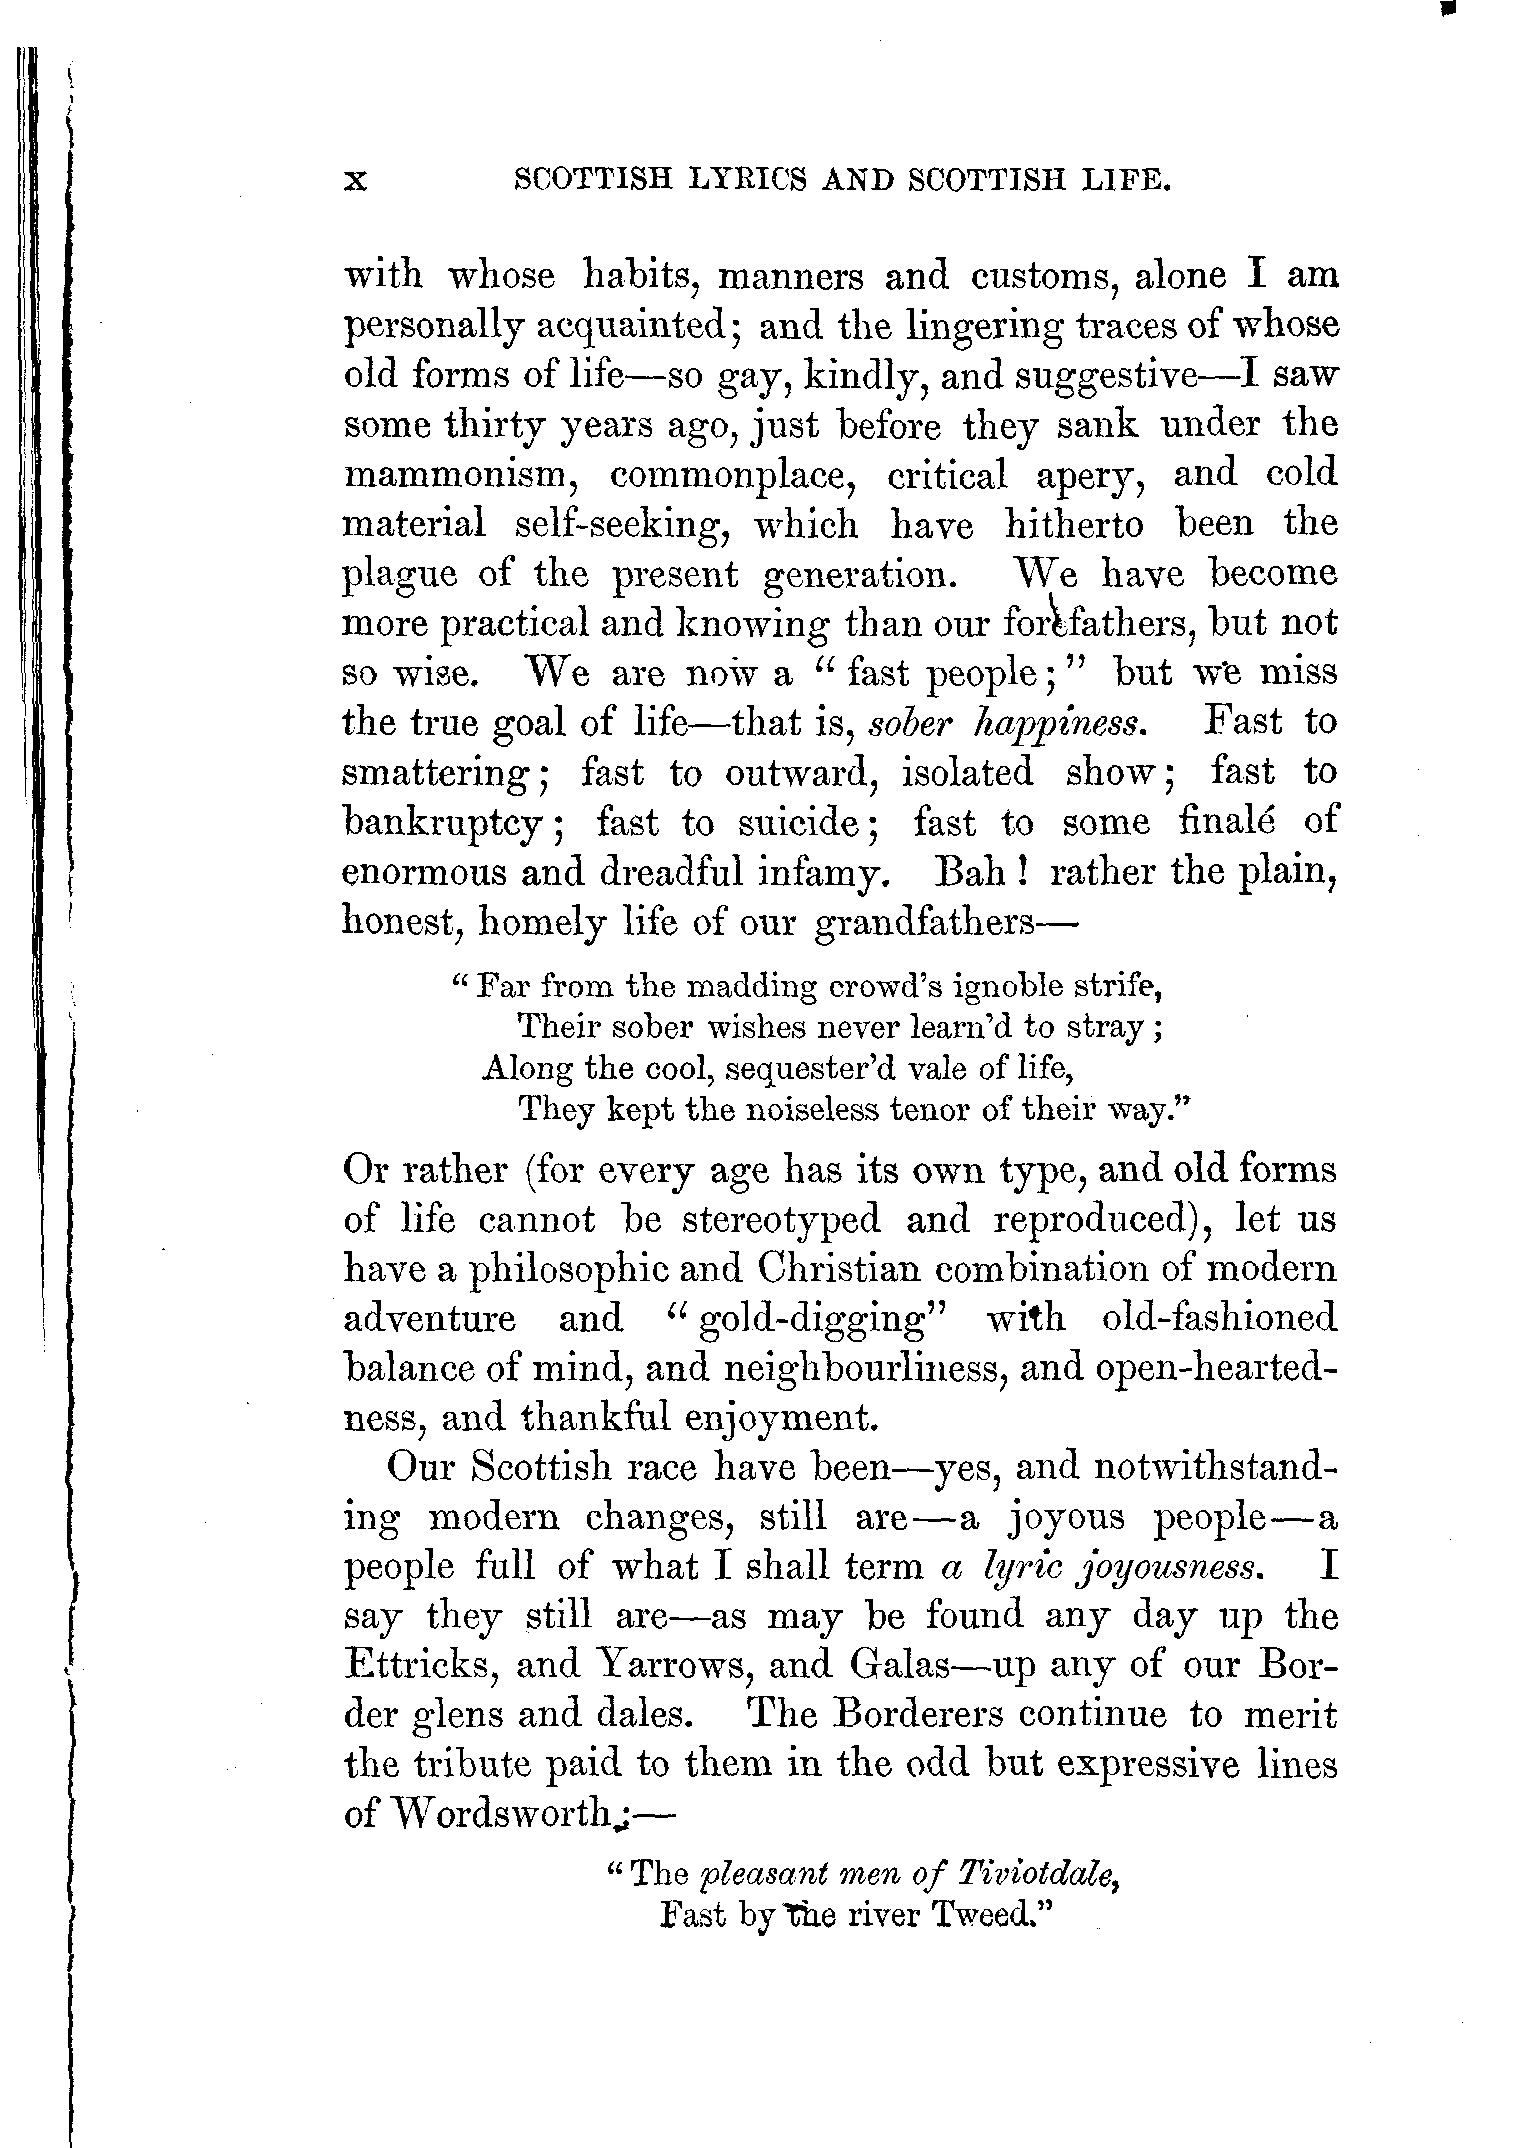 x SCOTTISH LYRICS AND SCOTTISH LIFE.
with whose habits, manners and customs, alone I am
personally acquainted; and the lingering traces of whose
old forms of life—so gay, kindly, and suggestive—I saw
some thirty years ago, just before they sank under the
mammonism, commonplace, critical apery, and cold
material self-seeking, which have hitherto been the
plague of the present generation. We have become
more practical and knowing than our forefathers, but not
so wise. We are now a “fast people;” but we miss
the true goal of life—that is, sober happiness. Fast to
smattering; fast to outward, isolated show; fast to
bankruptcy; fast to suicide; fast to some finalé of
enormous and dreadful infamy. Bah! rather the plain,
honest, homely life of our grandfathers—
“Far from the madding crowd's ignoble strife,
Their sober wishes never learn'd to stray;
Along the cool, sequester'd vale of life,
They kept the noiseless tenor of their way.”
Or rather (for every age has its own type, and old forms
of life cannot be stereotyped and reproduced), let us
have a philosophic and Christian combination of modern
adventure and “gold-digging” with old-fashioned
balance of mind, and neighbourliness, and open-hearted-
ness, and thankful enjoyment.
Our Scottish race have been—yes, and notwithstand-
ing modern changes, still are—a joyous people—a
people full of what I shall term a lyric joyousness. I
say they still are—as may be found any day up the
Ettricks, and Yarrows, and Galas—up any of our Bor-
der glens and dales. The Borderers continue to merit
the tribute paid to them in the odd but expressive lines
of Wordsworth;—
“The pleasant men of Tiviotdale,
Fast by the river Tweed.”